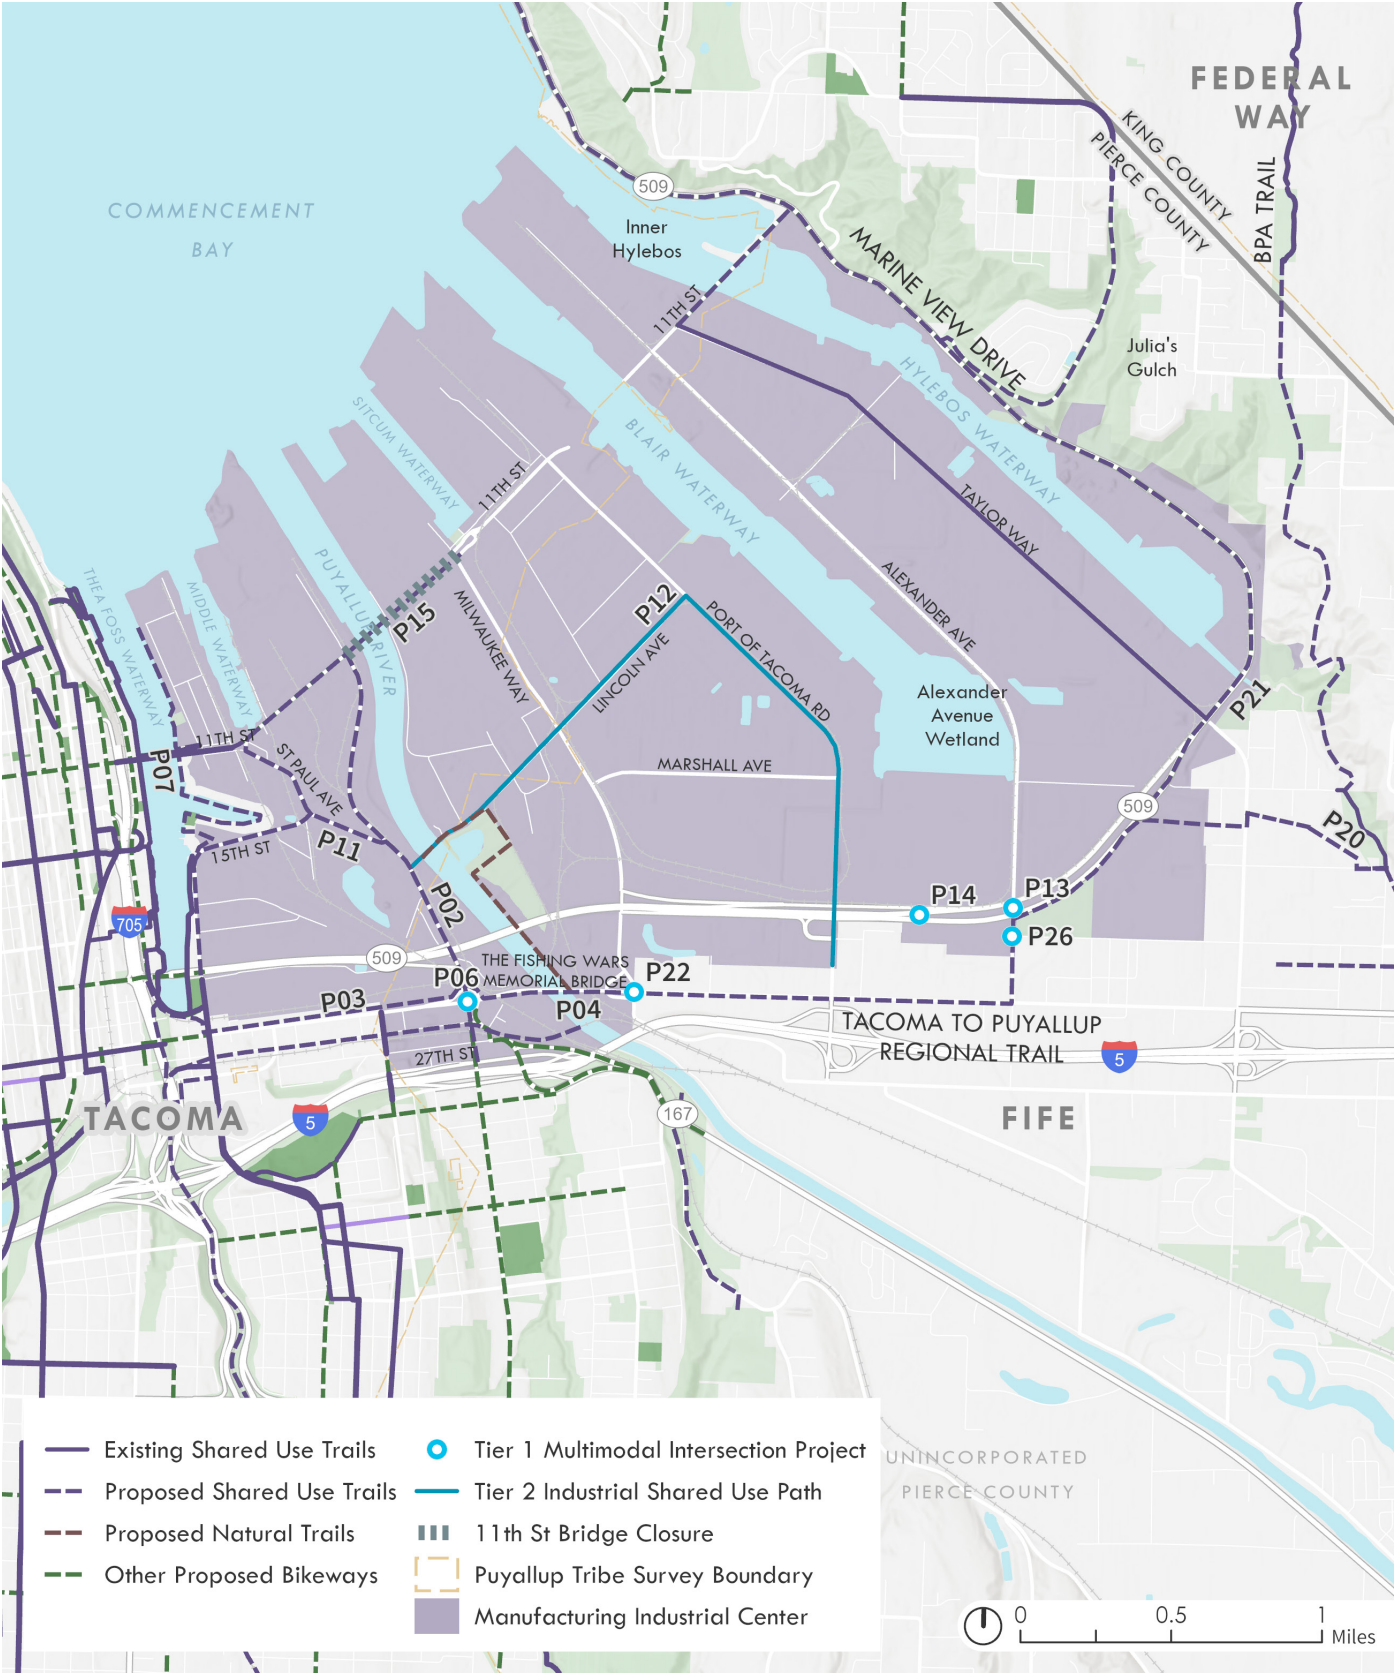 FEDERAL
WAY
KING COUNTY
PIERCE COUNTY
BPA TRAIL
509
COMMENCEMENT
BAY
Inner
Hylebos
MARINE VIEW DRIVE
11TH ST
Julia's
Gulch
HYLEBOS WATERWAY
SITCUM WATERWAY
BLAIR WATERWAY
11TH ST
TAYLOR WAY
PUYALLUP RIVER
THEA FOSS WATERWAY
MIDDLE WATERWAY
P15
MILWAUKEE WAY
P12
LINCOLN AVE
PORT OF TACOMA RD
ALEXANDER AVE
Alexander
Avenue
Wetland
P21
11TH ST
P07
ST PAUL AVE
MARSHALL AVE
509
P20
15TH ST
P11
P02
P14
P13
P26
705
509
THE FISHING WARS
MEMORIAL BRIDGE
P06
P22
P03
P04
TACOMA TO PUYALLUP
REGIONAL TRAIL
5
27TH ST
TACOMA
5
167
FIFE
UNINCORPORATED
PIERCE COUNTY
Existing Shared Use Trails
Proposed Shared Use Trails
Proposed Natural Trails
Other Proposed Bikeways
Tier 1 Multimodal Intersection Project
Tier 2 Industrial Shared Use Path
11th St Bridge Closure
Puyallup Tribe Survey Boundary
Manufacturing Industrial Center
0 0.5 1
Miles